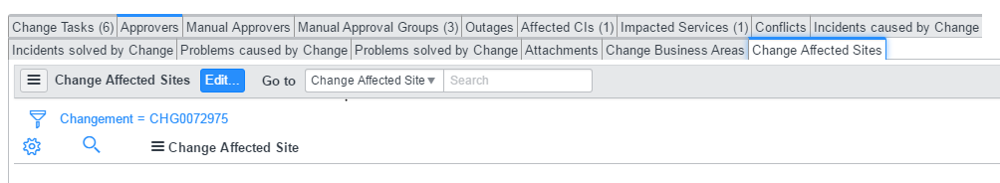 Change Tasks (6) Approvers Manual Approvers Manual Approval Groups (3) Outages Affected CIs (1) Impacted Services (1) Conflicts Incidents caused by Change
Incidents solved by Change Problems caused by Change Problems solved by Change Attachments Change Business Areas Change Affected Sites
Change Affected Sites Edit... Go to Change Affected Site Search
Changement = CHG0072975
Change Affected Site